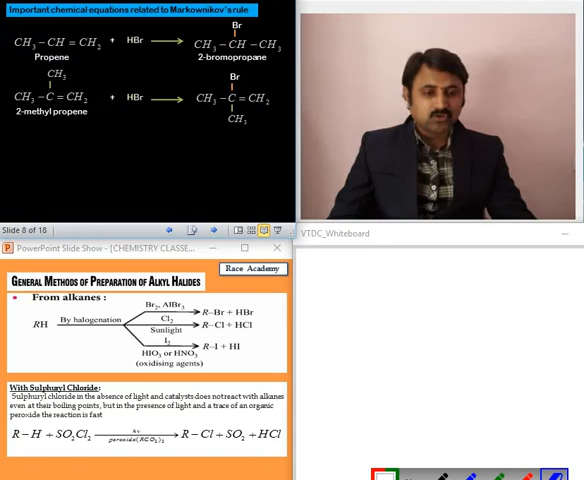 Important chemical equations related to Markownikov's rule
Br
CH3 – CH = CH2 + HBr → CH3 – CH – CH3
Propene 2-bromopropane
CH3 Br
CH3 – C = CH2 + HBr → CH3 – C = CH2
2-methyl propene CH3
Slide 8 of 18
VTDC_Whiteboard
PowerPoint Slide Show - [CHEMISTRY CLASSE...
Race Academy
GENERAL METHODS OF PREPARATION OF ALKYL HALIDES
• From alkanes :
Br2, AlBr3 → R–Br + HBr
RH By halogenation Cl2 → R–Cl + HCl
Sunlight
I2 → R–I + HI
HIO3 or HNO3
(oxidising agents)
With Sulphuryl Chloride:
Sulphuryl chloride in the absence of light and catalysts does notreact with alkanes
even at their boiling points, but in the presence of light and a trace of an organic
peroxide the reaction is fast
R – H + SO2Cl2 hv → R – Cl + SO2 + HCl
peroxide(RCO2)2